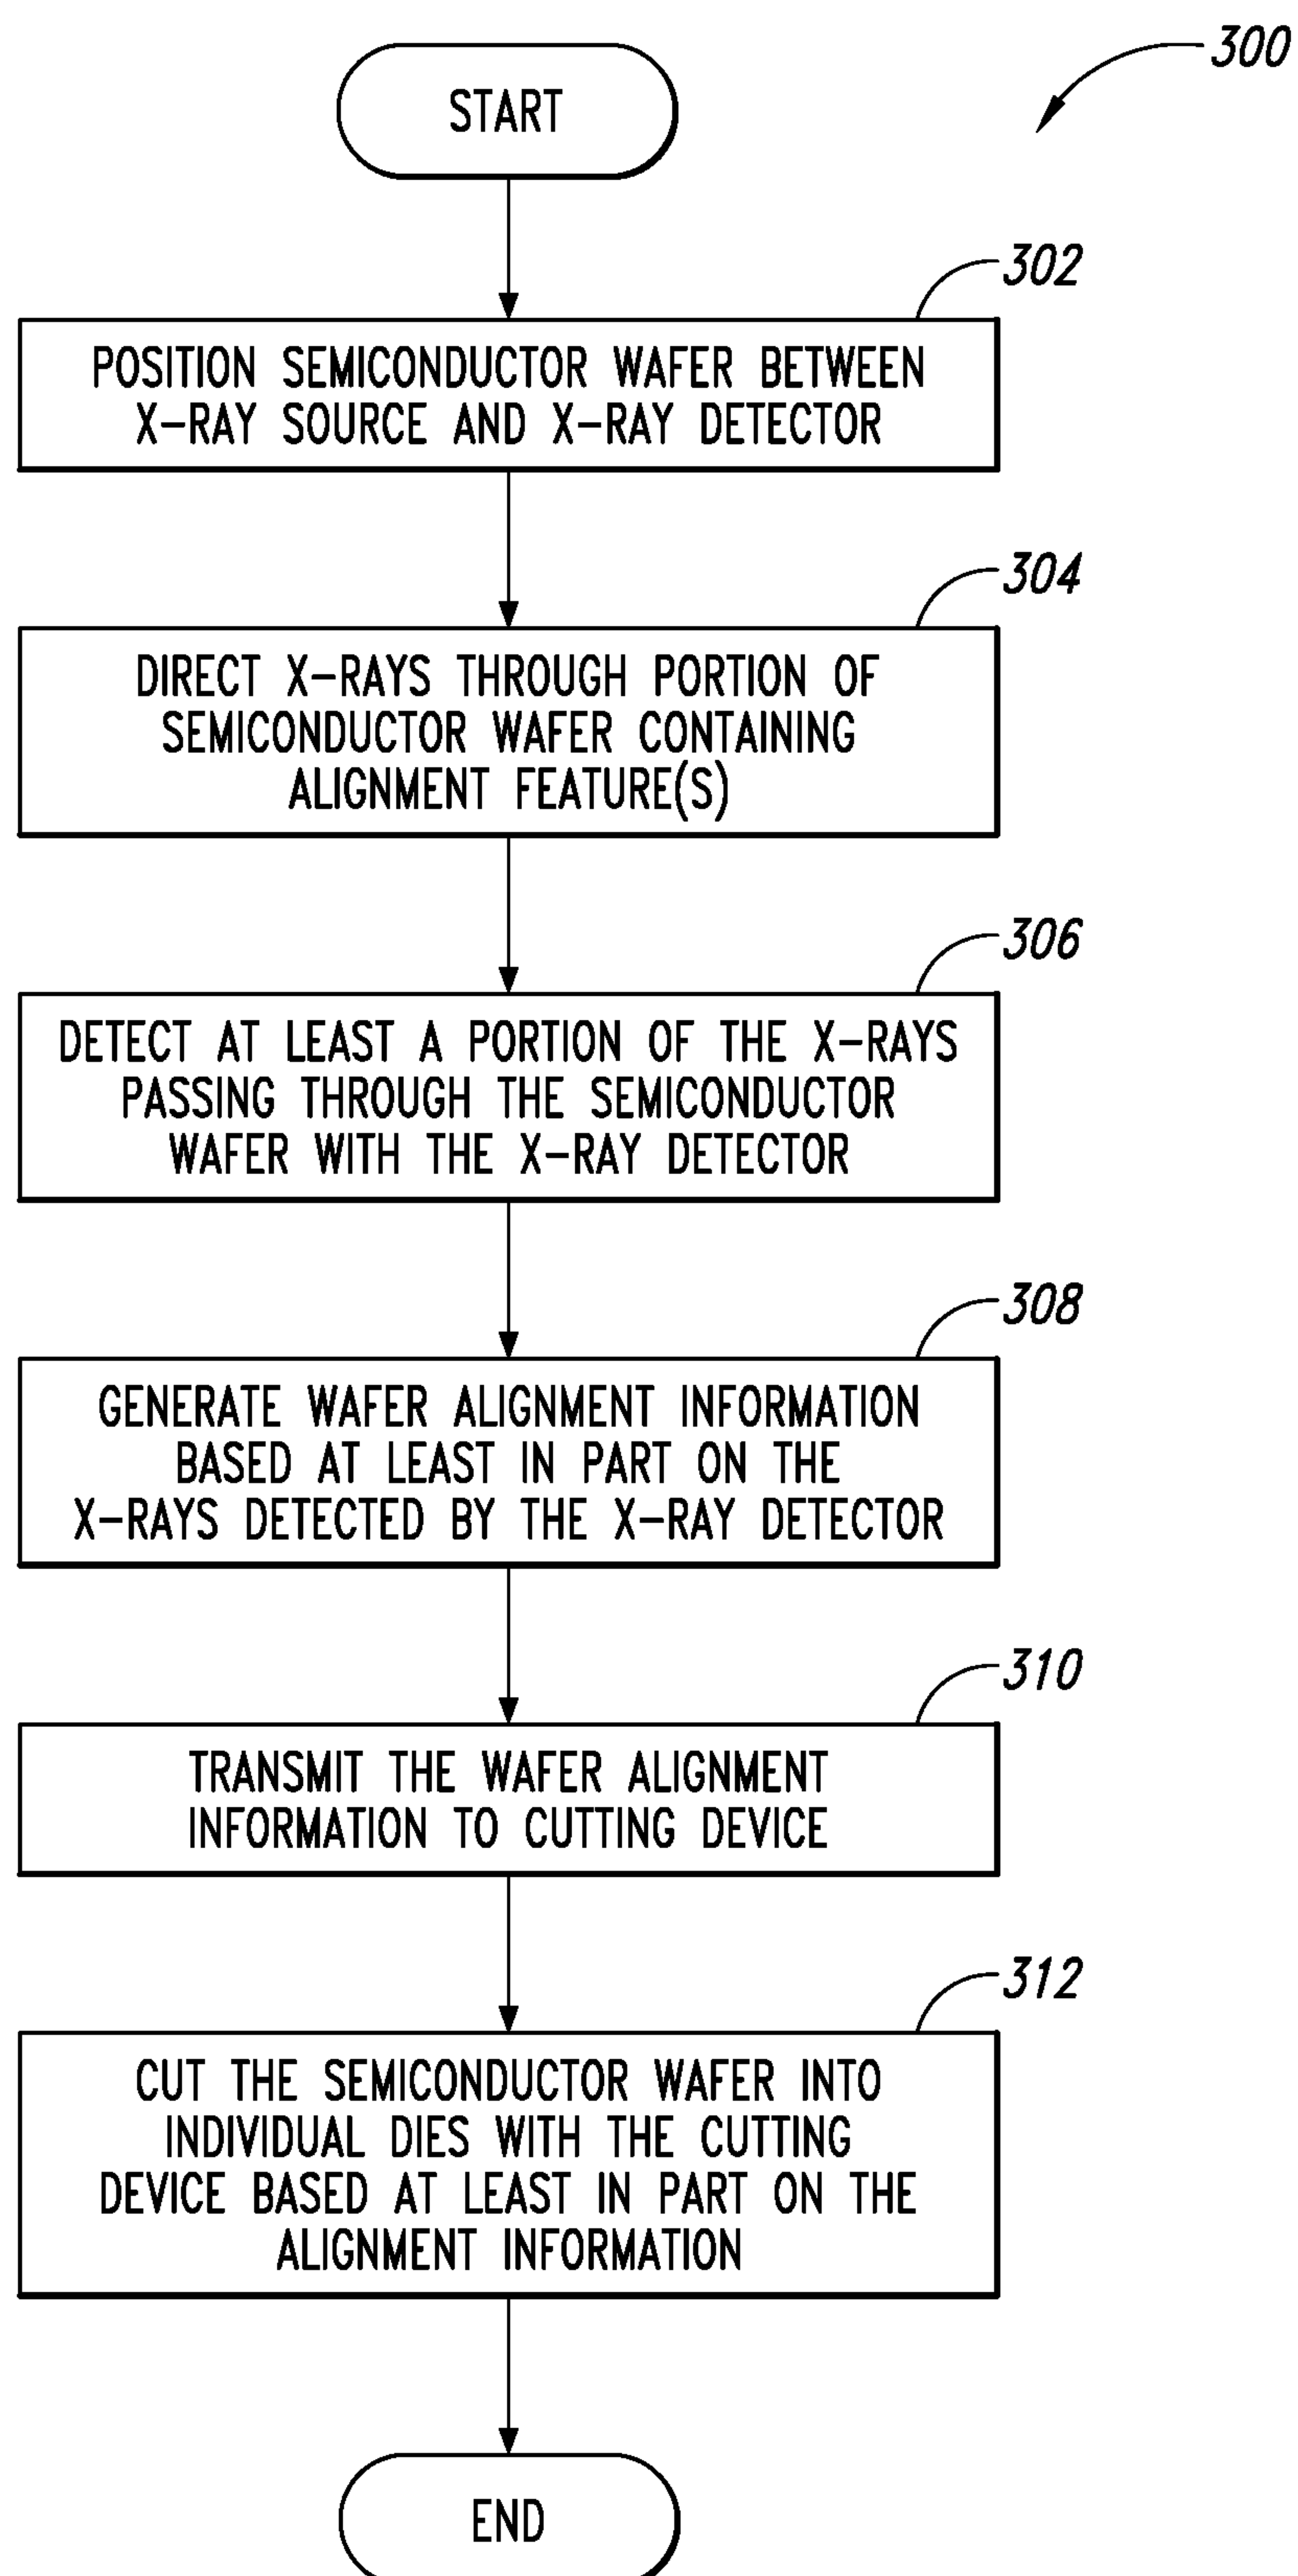 300
START
302
POSITION SEMICONDUCTOR WAFER BETWEEN
X-RAY SOURCE AND X-RAY DETECTOR
304
DIRECT X-RAYS THROUGH PORTION OF
SEMICONDUCTOR WAFER CONTAINING
ALIGNMENT FEATURE(S)
306
DETECT AT LEAST A PORTION OF THE X-RAYS
PASSING THROUGH THE SEMICONDUCTOR
WAFER WITH THE X-RAY DETECTOR
308
GENERATE WAFER ALIGNMENT INFORMATION
BASED AT LEAST IN PART ON THE
X-RAYS DETECTED BY THE X-RAY DETECTOR
310
TRANSMIT THE WAFER ALIGNMENT
INFORMATION TO CUTTING DEVICE
312
CUT THE SEMICONDUCTOR WAFER INTO
INDIVIDUAL DIES WITH THE CUTTING
DEVICE BASED AT LEAST IN PART ON THE
ALIGNMENT INFORMATION
END